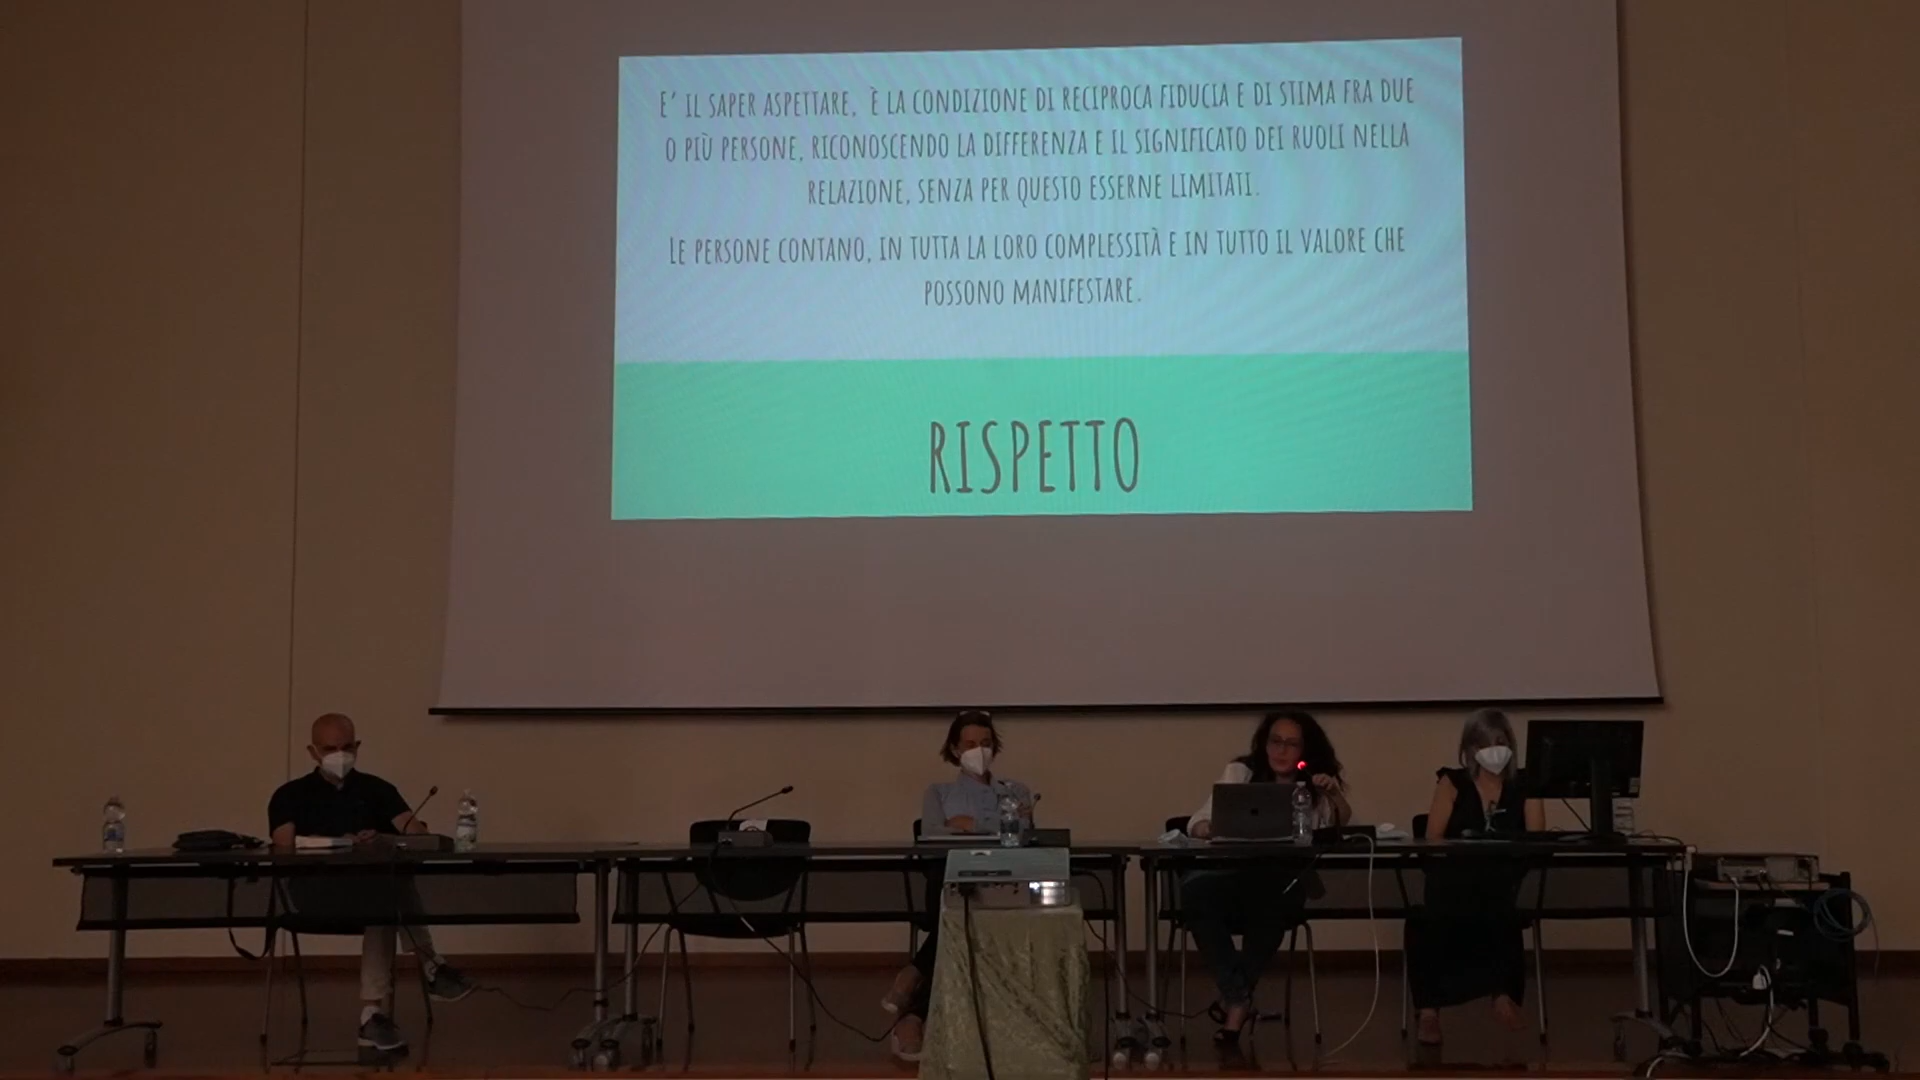 E' IL SAPER ASPETTARE, È LA CONDIZIONE DI RECIPROCA FIDUCIA E DI STIMA FRA DUE
O PIÙ PERSONE, RICONOSCENDO LA DIFFERENZA E IL SIGNIFICATO DEI RUOLI NELLA
RELAZIONE, SENZA PER QUESTO ESSERNE LIMITATI.
LE PERSONE CONTANO, IN TUTTA LA LORO COMPLESSITÀ E IN TUTTO IL VALORE CHE
POSSONO MANIFESTARE.
RISPETTO